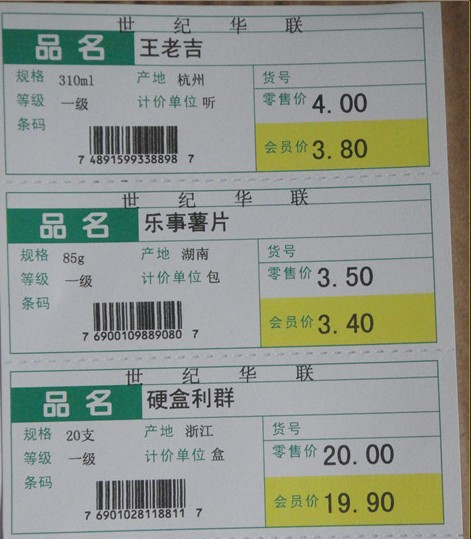 世纪华联
品名 王老吉
规格 310ml 产地 杭州 货号
等级 一级 计价单位 听 零售价 4.00
条码 会员价 3.80
7 4891599338898 7
世纪华联
品名 乐事薯片
规格 85g 产地 湖南 货号
等级 一级 计价单位 包 零售价 3.50
条码 会员价 3.40
7 6900109889080 7
世纪华联
品名 硬盒利群
规格 20支 产地 浙江 货号
等级 一级 计价单位 盒 零售价 20.00
条码 会员价 19.90
7 6901028118811 7